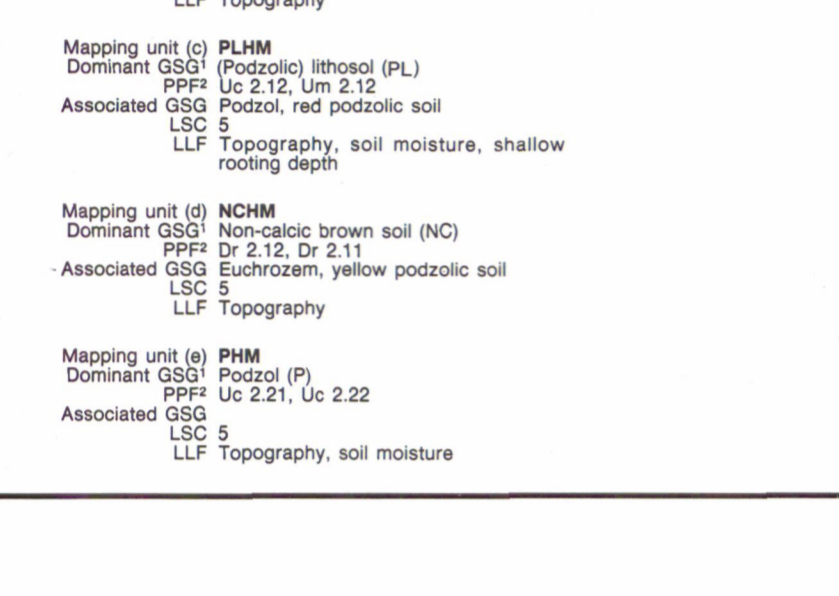 LLF Topography
Mapping unit (c) PLHM
Dominant GSG¹ (Podzolic) lithosol (PL)
PPF² Uc 2.12, Um 2.12
Associated GSG Podzol, red podzolic soil
LSC 5
LLF Topography, soil moisture, shallow
rooting depth
Mapping unit (d) NCHM
Dominant GSG¹ Non-calcic brown soil (NC)
PPF² Dr 2.12, Dr 2.11
Associated GSG Euchrozem, yellow podzolic soil
LSC 5
LLF Topography
Mapping unit (e) PHM
Dominant GSG¹ Podzol (P)
PPF² Uc 2.21, Uc 2.22
Associated GSG
LSC 5
LLF Topography, soil moisture